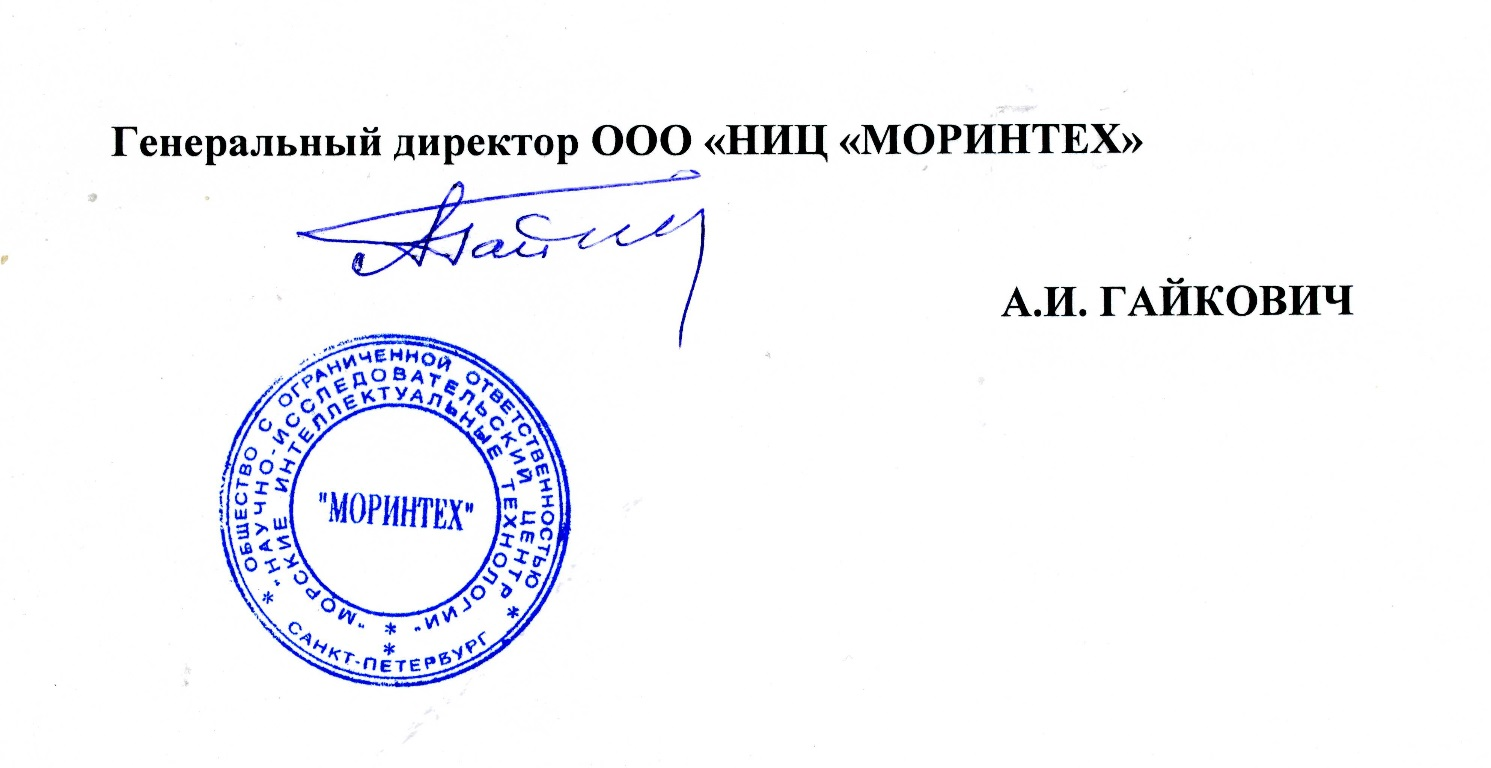 Генеральный директор ООО «НИЦ «МОРИНТЕХ»
А.И. ГАЙКОВИЧ
ОБЩЕСТВО С ОГРАНИЧЕННОЙ ОТВЕТСТВЕННОСТЬЮ
"НАУЧНО-ИССЛЕДОВАТЕЛЬСКИЙ ЦЕНТР
"МОРСКИЕ ИНТЕЛЛЕКТУАЛЬНЫЕ ТЕХНОЛОГИИ"
"МОРИНТЕХ"
САНКТ-ПЕТЕРБУРГ